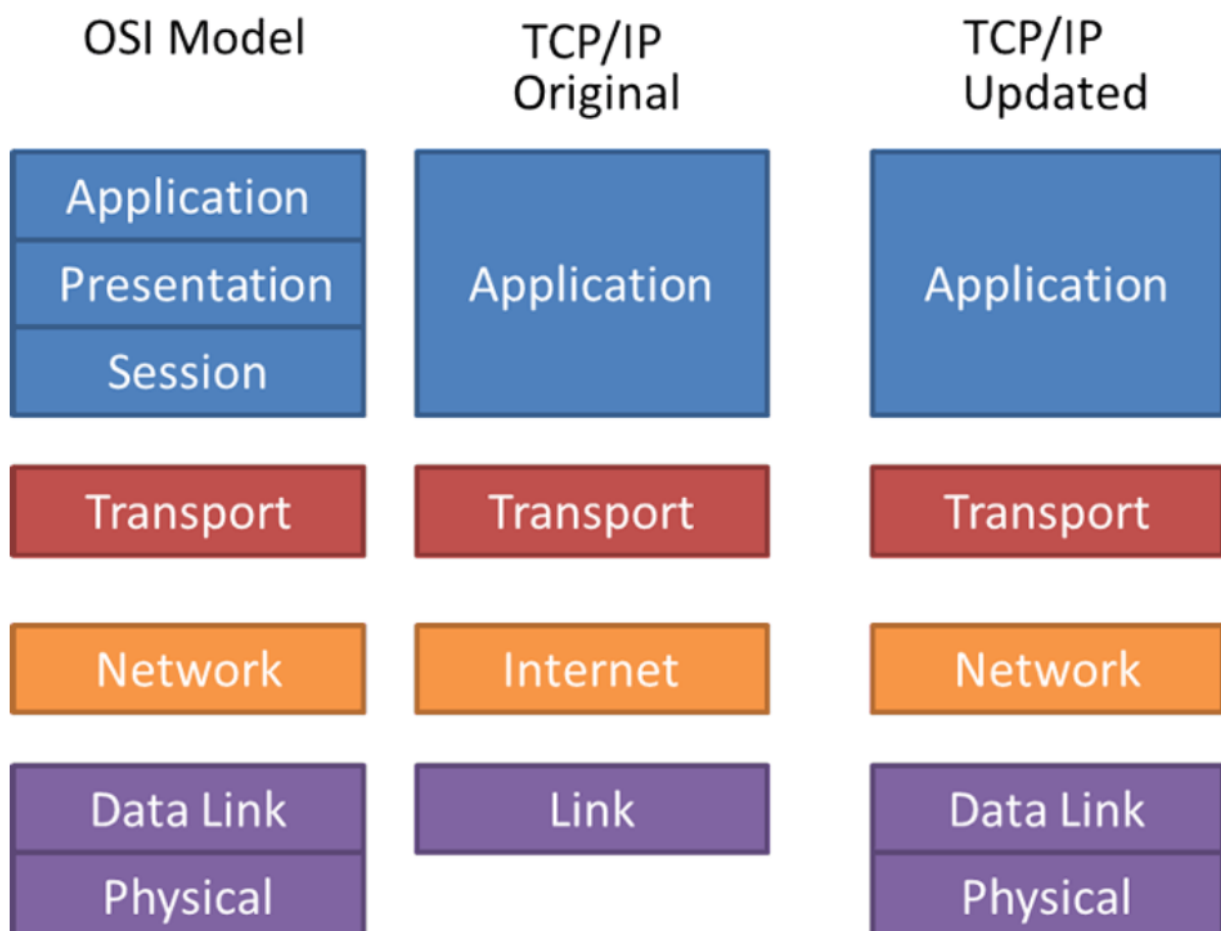 OSI Model
TCP/IP
Original
TCP/IP
Updated
Application
Presentation
Session
Application
Application
Transport
Transport
Transport
Network
Internet
Network
Data Link
Physical
Link
Data Link
Physical